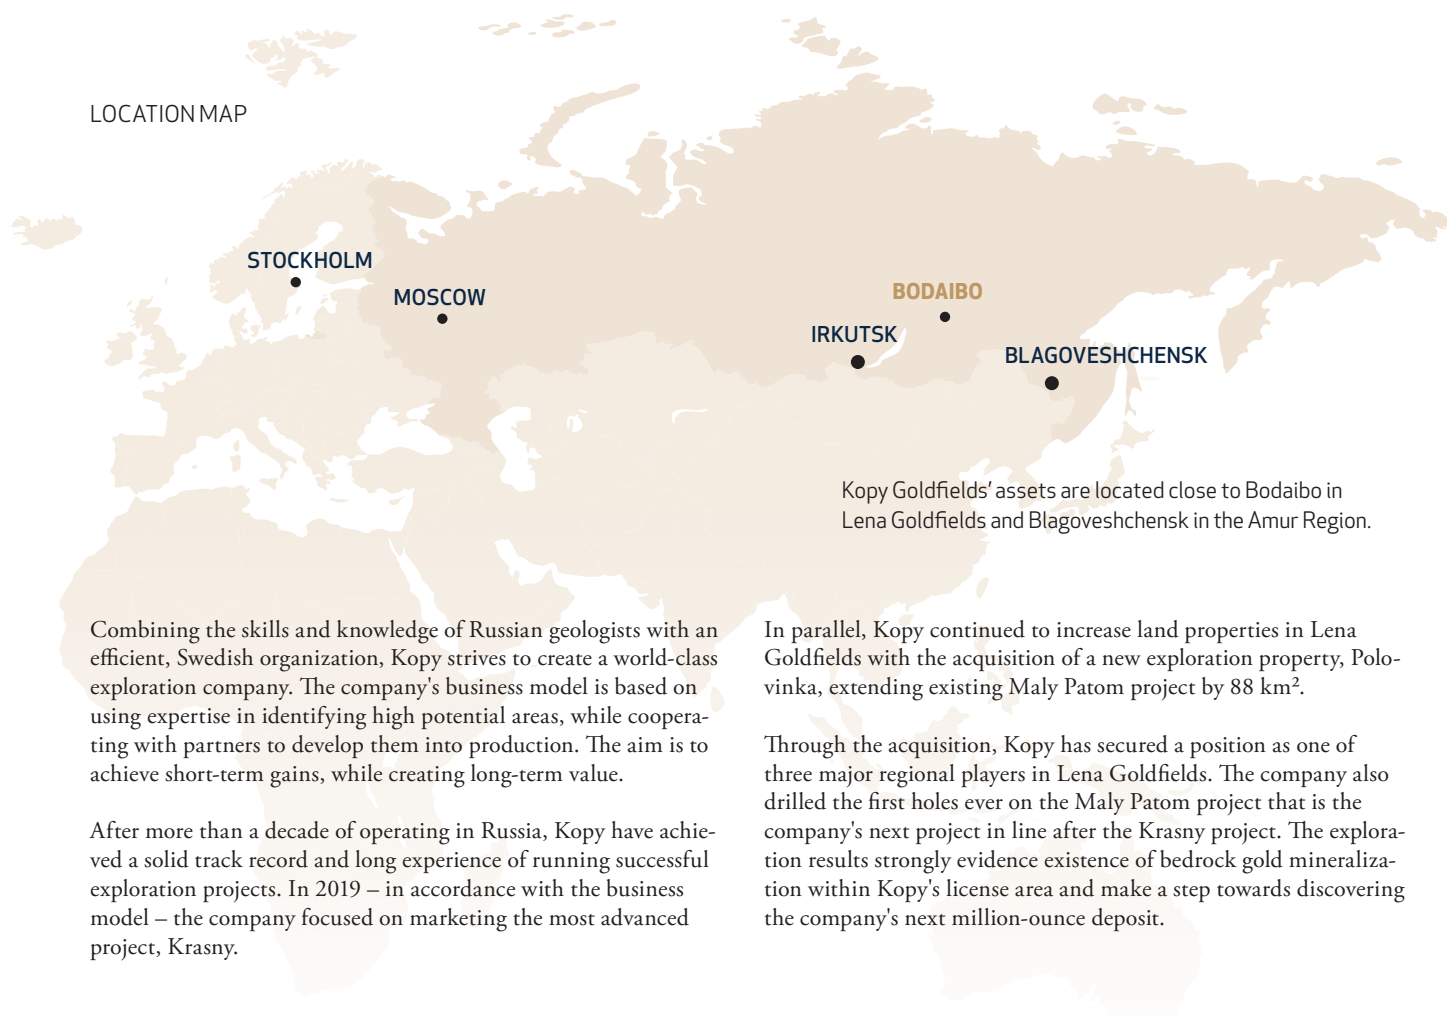 LOCATION MAP
STOCKHOLM
MOSCOW
BODAIBO
IRKUTSK
BLAGOVESHCHENSK
Kopy Goldfields’ assets are located close to Bodaibo in
Lena Goldfields and Blagoveshchensk in the Amur Region.
Combining the skills and knowledge of Russian geologists with an
efficient, Swedish organization, Kopy strives to create a world-class
exploration company. The company's business model is based on
using expertise in identifying high potential areas, while coopera-
ting with partners to develop them into production. The aim is to
achieve short-term gains, while creating long-term value.
After more than a decade of operating in Russia, Kopy have achie-
ved a solid track record and long experience of running successful
exploration projects. In 2019 – in accordance with the business
model – the company focused on marketing the most advanced
project, Krasny.
In parallel, Kopy continued to increase land properties in Lena
Goldfields with the acquisition of a new exploration property, Polo-
vinka, extending existing Maly Patom project by 88 km².
Through the acquisition, Kopy has secured a position as one of
three major regional players in Lena Goldfields. The company also
drilled the first holes ever on the Maly Patom project that is the
company's next project in line after the Krasny project. The explora-
tion results strongly evidence existence of bedrock gold mineraliza-
tion within Kopy's license area and make a step towards discovering
the company's next million-ounce deposit.